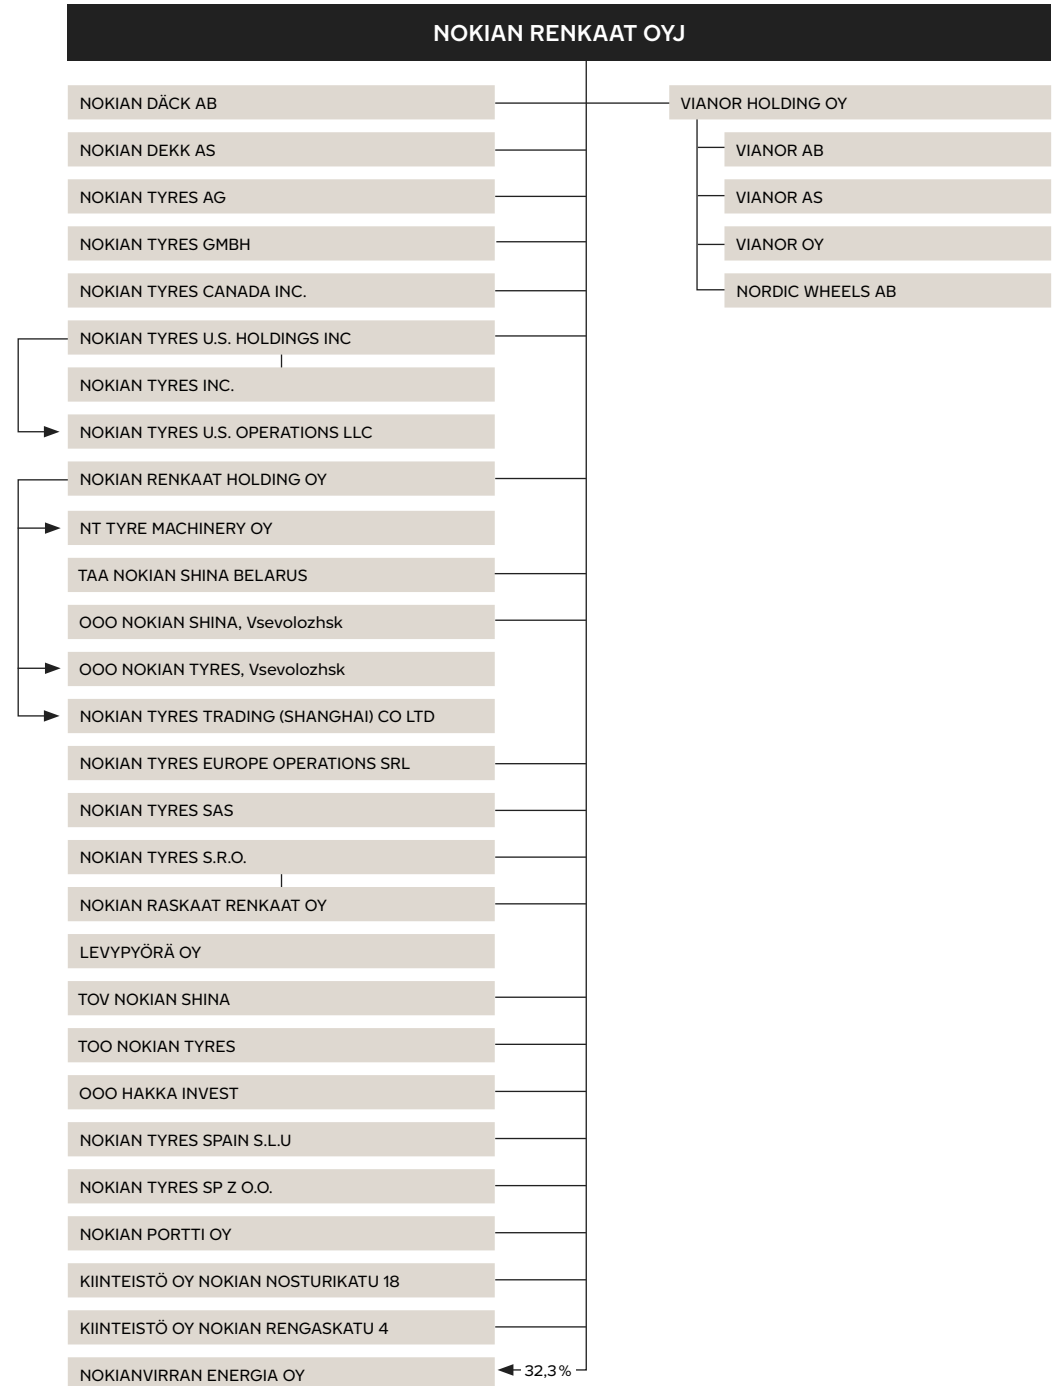 NOKIAN RENKAAT OYJ
NOKIAN DÄCK AB
NOKIAN DEKK AS
NOKIAN TYRES AG
NOKIAN TYRES GMBH
NOKIAN TYRES CANADA INC.
NOKIAN TYRES U.S. HOLDINGS INC
NOKIAN TYRES INC.
NOKIAN TYRES U.S. OPERATIONS LLC
NOKIAN RENKAAT HOLDING OY
NT TYRE MACHINERY OY
TAA NOKIAN SHINA BELARUS
OOO NOKIAN SHINA, Vsevolozhsk
OOO NOKIAN TYRES, Vsevolozhsk
NOKIAN TYRES TRADING (SHANGHAI) CO LTD
NOKIAN TYRES EUROPE OPERATIONS SRL
NOKIAN TYRES SAS
NOKIAN TYRES S.R.O.
NOKIAN RASKAAT RENKAAT OY
LEVYPYÖRÄ OY
TOV NOKIAN SHINA
TOO NOKIAN TYRES
OOO HAKKA INVEST
NOKIAN TYRES SPAIN S.L.U
NOKIAN TYRES SP Z O.O.
NOKIAN PORTTI OY
KIINTEISTÖ OY NOKIAN NOSTURIKATU 18
KIINTEISTÖ OY NOKIAN RENGASKATU 4
NOKIANVIRRAN ENERGIA OY
32,3 %
VIANOR HOLDING OY
VIANOR AB
VIANOR AS
VIANOR OY
NORDIC WHEELS AB